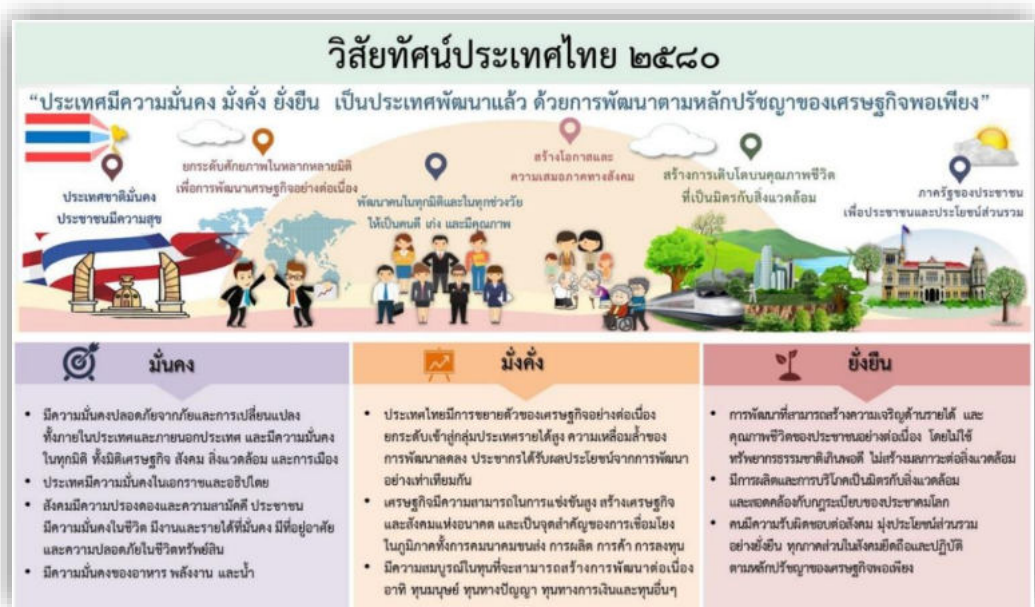 วิสัยทัศน์ประเทศไทย ๒๕๘๐
“ประเทศมีความมั่นคง มั่งคั่ง ยั่งยืน เป็นประเทศพัฒนาแล้ว ด้วยการพัฒนาตามหลักปรัชญาของเศรษฐกิจพอเพียง”
ประเทศชาติมั่นคง
ประชาชนมีความสุข
ยกระดับศักยภาพในหลากหลายมิติ
เพื่อการพัฒนาเศรษฐกิจอย่างต่อเนื่อง
พัฒนาคนในทุกมิติและในทุกช่วงวัย
ให้เป็นคนดี เก่ง และมีคุณภาพ
สร้างโอกาสและ
ความเสมอภาคทางสังคม
สร้างการเติบโตบนคุณภาพชีวิต
ที่เป็นมิตรกับสิ่งแวดล้อม
ภาครัฐของประชาชน
เพื่อประชาชนและประโยชน์ส่วนรวม
มั่นคง
• มีความมั่นคงปลอดภัยจากภัยและการเปลี่ยนแปลง
ทั้งภายในประเทศและภายนอกประเทศ และมีความมั่นคง
ในทุกมิติ ทั้งมิติเศรษฐกิจ สังคม สิ่งแวดล้อม และการเมือง
• ประเทศมีความมั่นคงในเอกราชและอธิปไตย
• สังคมมีความปรองดองและความสามัคคี ประชาชน
มีความมั่นคงในชีวิต มีงานและรายได้ที่มั่นคง มีที่อยู่อาศัย
และความปลอดภัยในชีวิตทรัพย์สิน
• มีความมั่นคงของอาหาร พลังงาน และน้ำ
มั่งคั่ง
• ประเทศไทยมีการขยายตัวของเศรษฐกิจอย่างต่อเนื่อง
ยกระดับเข้าสู่กลุ่มประเทศรายได้สูง ความเหลื่อมล้ำของ
การพัฒนาลดลง ประชากรได้รับผลประโยชน์จากการพัฒนา
อย่างเท่าเทียมกัน
• เศรษฐกิจมีความสามารถในการแข่งขันสูง สร้างเศรษฐกิจ
และสังคมแห่งอนาคต และเป็นจุดสำคัญของการเชื่อมโยง
ในภูมิภาคทั้งการคมนาคมขนส่ง การผลิต การค้า การลงทุน
• มีความสมบูรณ์ในทุนที่จะสามารถสร้างการพัฒนาต่อเนื่อง
อาทิ ทุนมนุษย์ ทุนทางปัญญา ทุนทางการเงินและทุนอื่นๆ
ยั่งยืน
• การพัฒนาที่สามารถสร้างความเจริญด้านรายได้ และ
คุณภาพชีวิตของประชาชนอย่างต่อเนื่อง โดยไม่ใช้
ทรัพยากรธรรมชาติเกินพอดี ไม่สร้างมลภาวะต่อสิ่งแวดล้อม
• มีการผลิตและการบริโภคเป็นมิตรกับสิ่งแวดล้อม
และสอดคล้องกับกฎระเบียบของประชาคมโลก
• คนมีความรับผิดชอบต่อสังคม มุ่งประโยชน์ส่วนรวม
อย่างยั่งยืน ทุกภาคส่วนในสังคมยึดถือและปฏิบัติ
ตามหลักปรัชญาของเศรษฐกิจพอเพียง